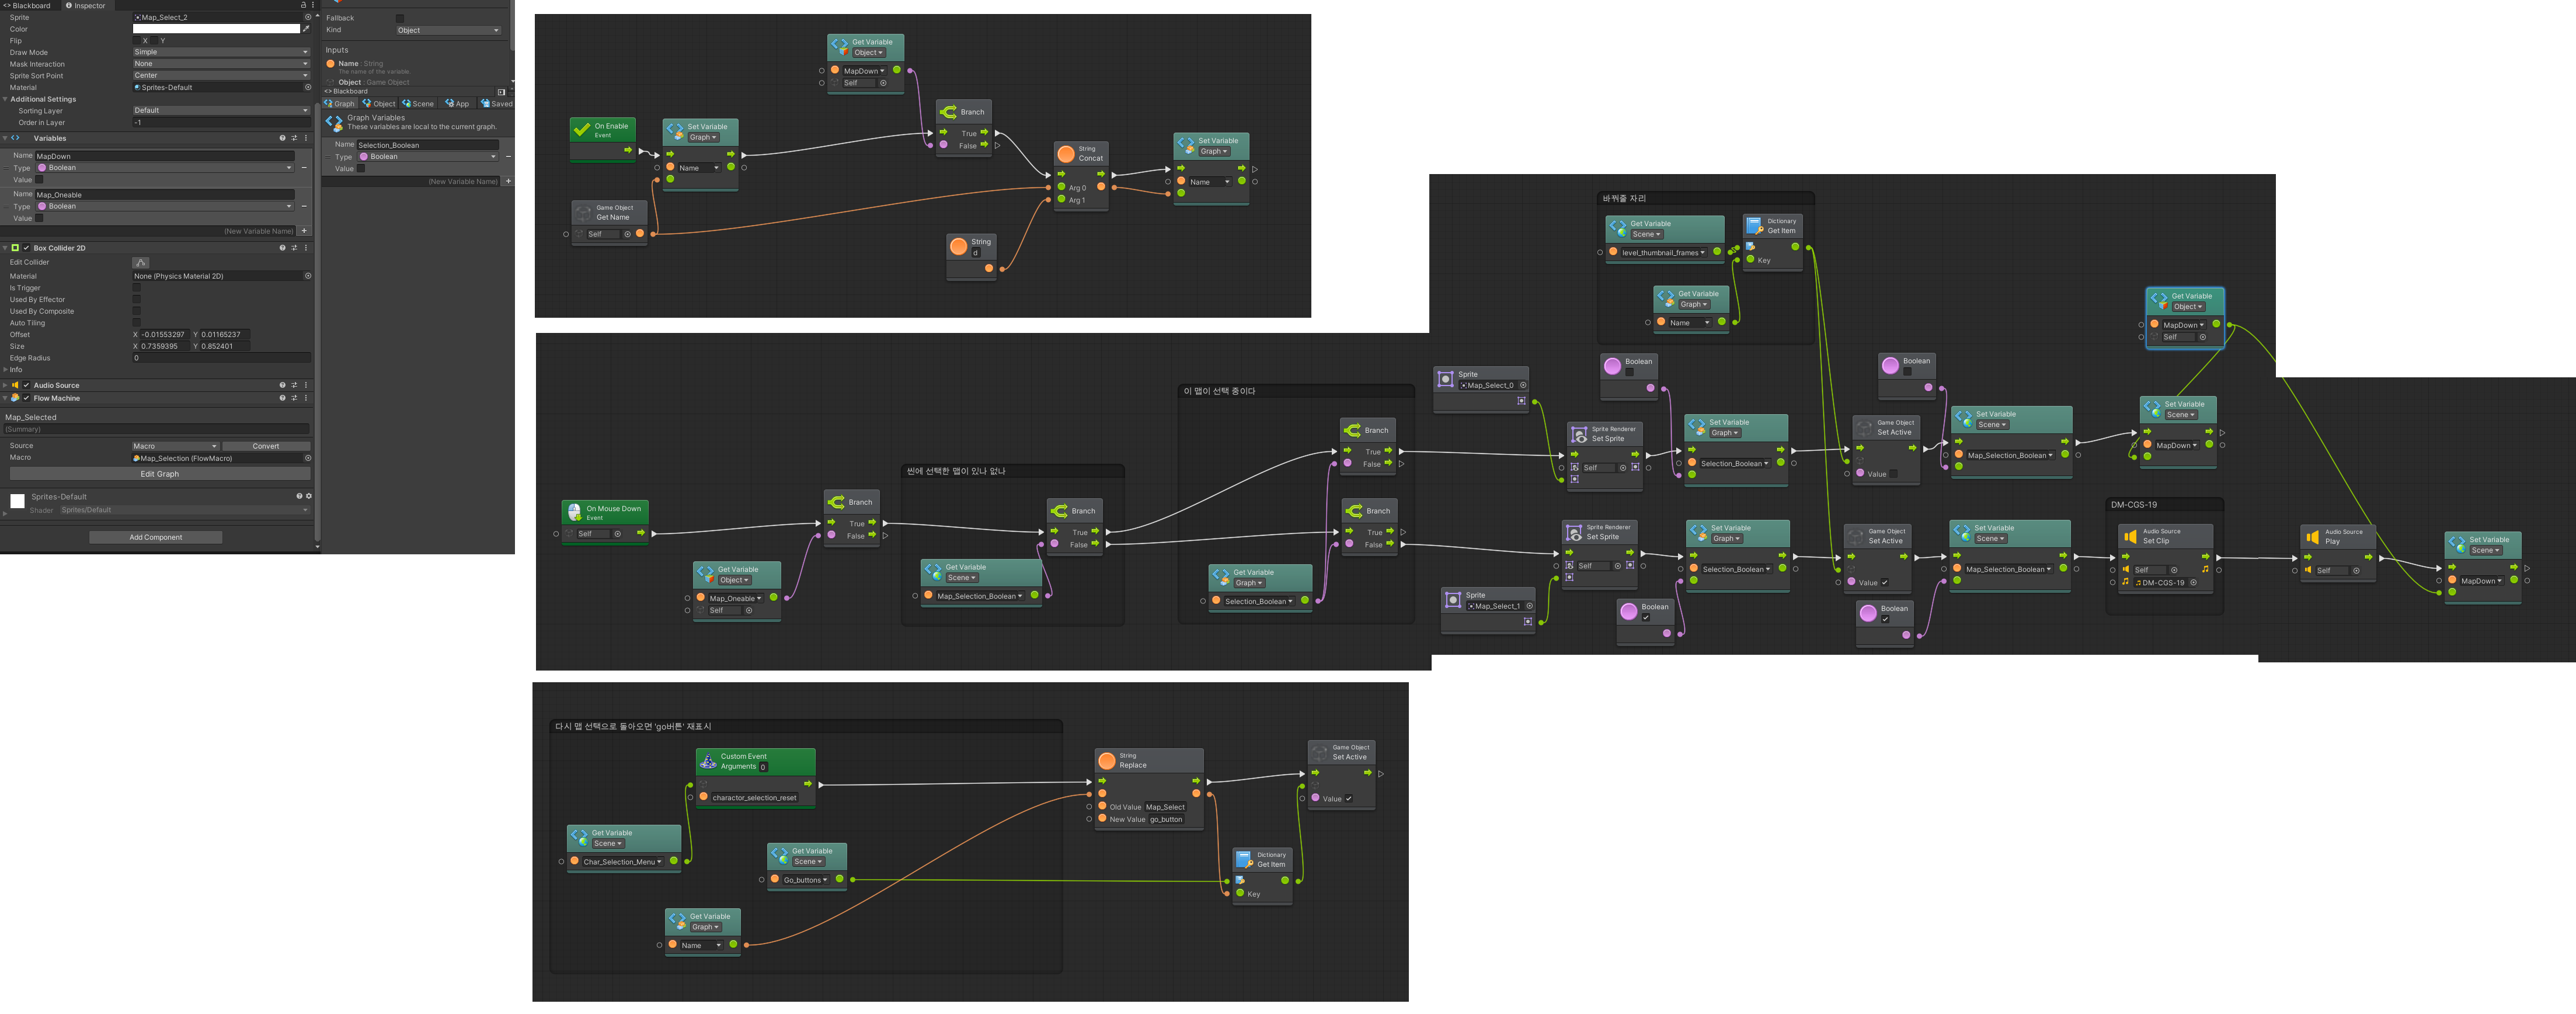 Blackboard
Inspector
Sprite
Map_Select_2
Color
Flip
X
Y
Draw Mode
Simple
Mask Interaction
None
Sprite Sort Point
Center
Material
Sprites-Default
Additional Settings
Sorting Layer
Default
Order in Layer
-1
Variables
Name
MapDown
Type
Boolean
Value
Name
Map_Oneable
Type
Boolean
Value
(New Variable Name)
Box Collider 2D
Edit Collider
Material
None (Physics Material 2D)
Is Trigger
Used By Effector
Used By Composite
Auto Tiling
Offset
X -0.01553297 Y 0.01165237
Size
X 0.7359395 Y 0.852401
Edge Radius
0
Info
Audio Source
Flow Machine
Map_Selected
(Summary)
Source
Macro
Convert
Macro
Map_Selection (FlowMacro)
Edit Graph
Sprites-Default
Shader
Sprites/Default
Add Component
Fallback
Kind
Object
Inputs
Name : String
The name of the variable.
Object : Game Object
Blackboard
Graph
Object
Scene
App
Saved
Graph Variables
These variables are local to the current graph.
Name
Selection_Boolean
Type
Boolean
Value
(New Variable Name)
Get Variable
Object
MapDown
Self
On Enable
Event
Set Variable
Graph
Name
Branch
True
False
String
Concat
Arg 0
Arg 1
Set Variable
Graph
Name
Game Object
Get Name
Self
String
d
바꿔줄 자리
Get Variable
Scene
level_thumbnail_frames
Dictionary
Get Item
Key
Get Variable
Graph
Name
Get Variable
Object
MapDown
Self
이 맵이 선택 중이다
씬에 선택한 맵이 있나 없나
On Mouse Down
Event
Self
Branch
True
False
Get Variable
Object
Map_Oneable
Self
Branch
True
False
Get Variable
Scene
Map_Selection_Boolean
Branch
True
False
Branch
True
False
Get Variable
Graph
Selection_Boolean
Sprite
Map_Select_0
Sprite Renderer
Set Sprite
Self
Boolean
Set Variable
Graph
Selection_Boolean
Game Object
Set Active
Value
Boolean
Set Variable
Scene
Map_Selection_Boolean
Set Variable
Scene
MapDown
Sprite
Map_Select_1
Sprite Renderer
Set Sprite
Self
Boolean
Set Variable
Graph
Selection_Boolean
Game Object
Set Active
Value
Boolean
Set Variable
Scene
Map_Selection_Boolean
DM-CGS-19
Audio Source
Set Clip
Self
DM-CGS-19
Audio Source
Play
Self
Set Variable
Scene
MapDown
다시 맵 선택으로 돌아오면 'go버튼' 재표시
Custom Event
Arguments 0
charactor_selection_reset
Get Variable
Scene
Char_Selection_Menu
Get Variable
Scene
Go_buttons
Get Variable
Graph
Name
String
Replace
Old Value Map_Select
New Value go_button
Dictionary
Get Item
Key
Game Object
Set Active
Value